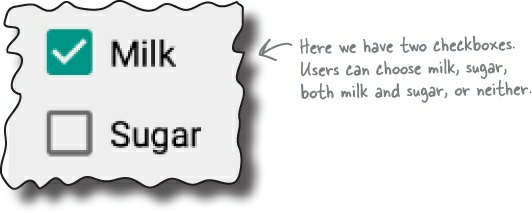 Milk
Sugar
Here we have two checkboxes.
Users can choose milk, sugar,
both milk and sugar, or neither.